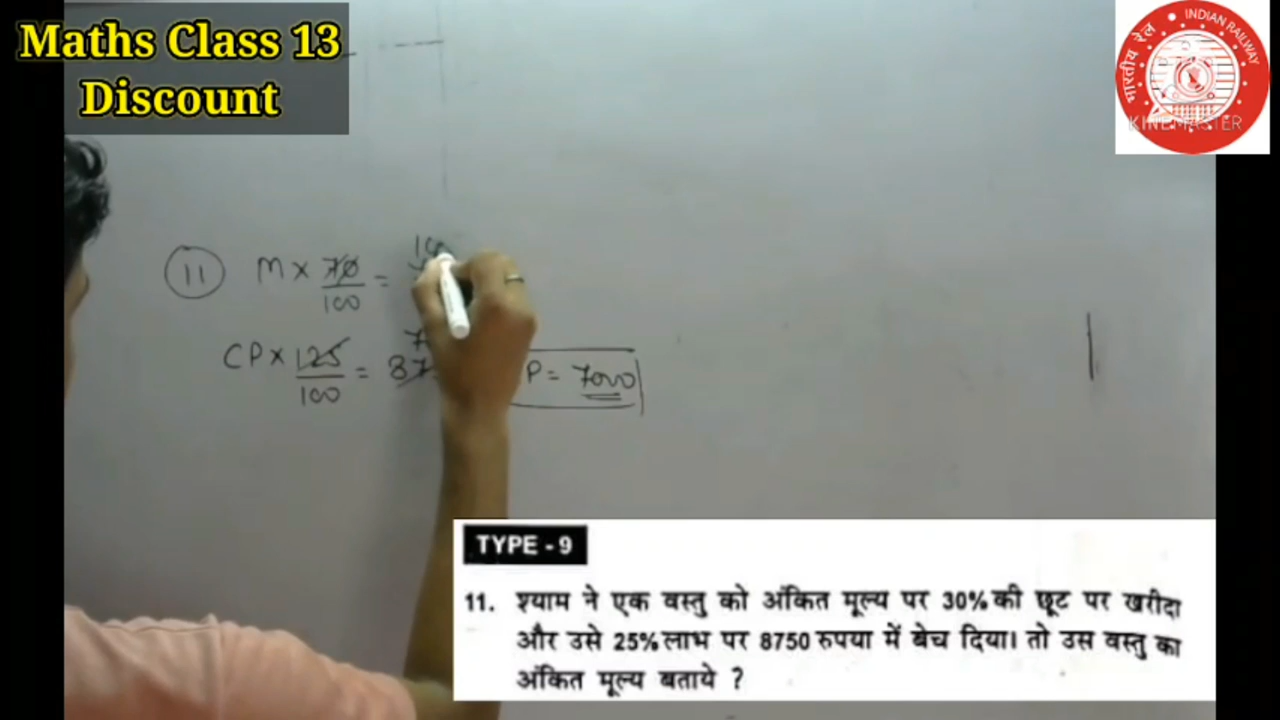 Maths Class 13
Discount
INDIAN RAILWAY
भारतीय रेल
KINEMASTER
11 M × 70/100 =
CP × 125/100 =
P = 7000
TYPE - 9
11. श्याम ने एक वस्तु को अंकित मूल्य पर 30% की छूट पर खरीदा
और उसे 25% लाभ पर 8750 रुपया में बेच दिया। तो उस वस्तु का
अंकित मूल्य बताये ?